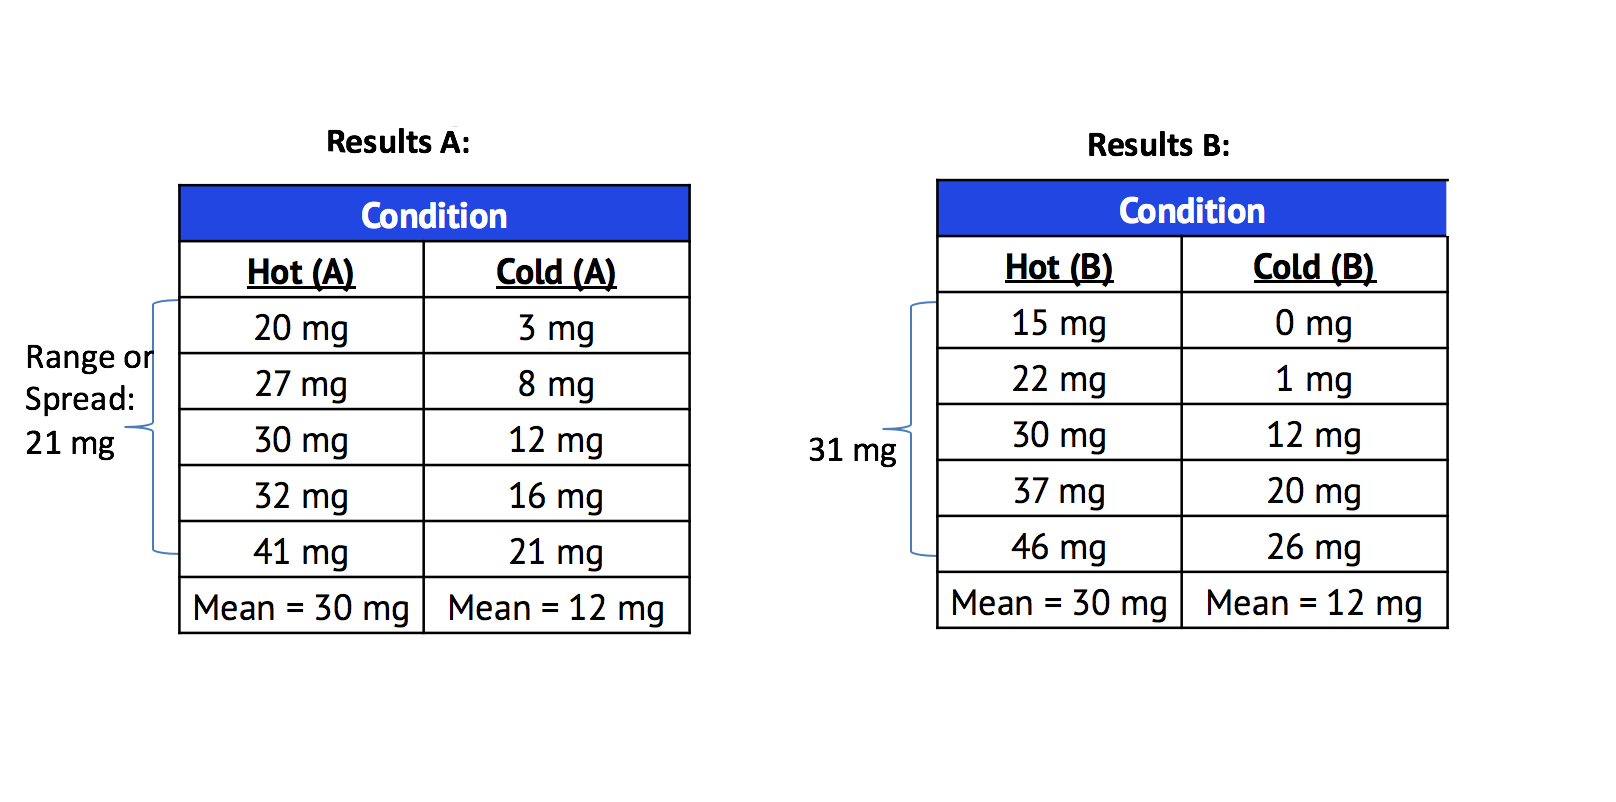 Results A:
Condition
Hot (A) Cold (A)
20 mg 3 mg
27 mg 8 mg
30 mg 12 mg
32 mg 16 mg
41 mg 21 mg
Mean = 30 mg Mean = 12 mg
Range or
Spread:
21 mg
Results B:
Condition
Hot (B) Cold (B)
15 mg 0 mg
22 mg 1 mg
30 mg 12 mg
37 mg 20 mg
46 mg 26 mg
Mean = 30 mg Mean = 12 mg
31 mg